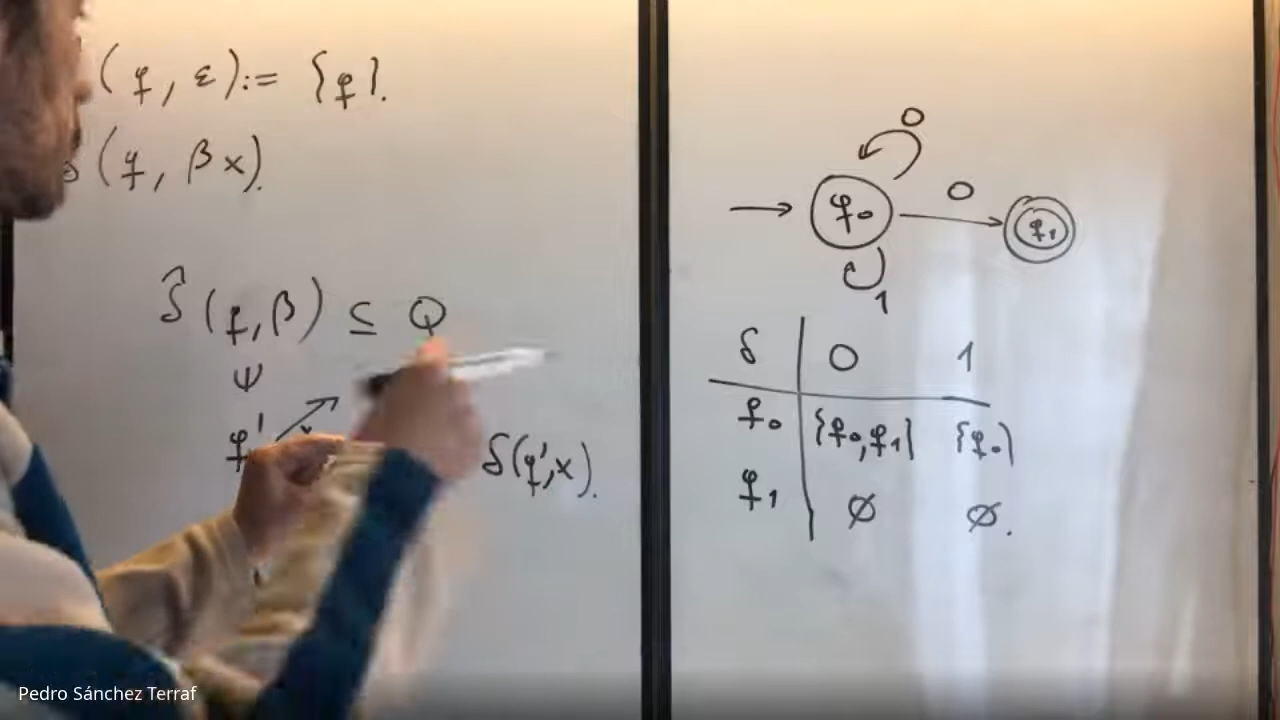 (q, ε) := {q}.
δ̂(q, βx).
δ̂(q, β) ⊆ Q
Ψ
q'
x
δ(q', x).
0
q₀
0
q₁
1
δ 0 1
q₀ {q₀, q₁} {q₀}
q₁ ∅ ∅.
Pedro Sánchez Terraf